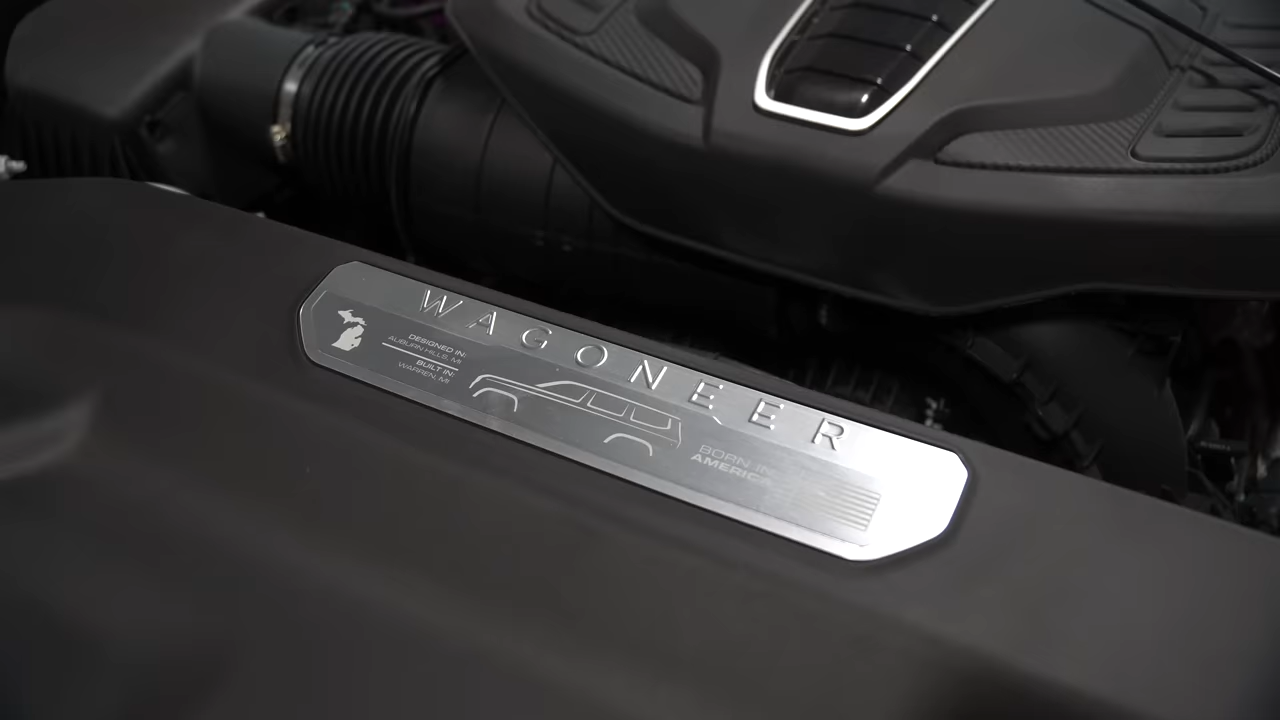 WAGONEER
DESIGNED IN:
AUBURN HILLS, MI
BUILT IN:
WARREN, MI
BORN IN
AMERICA